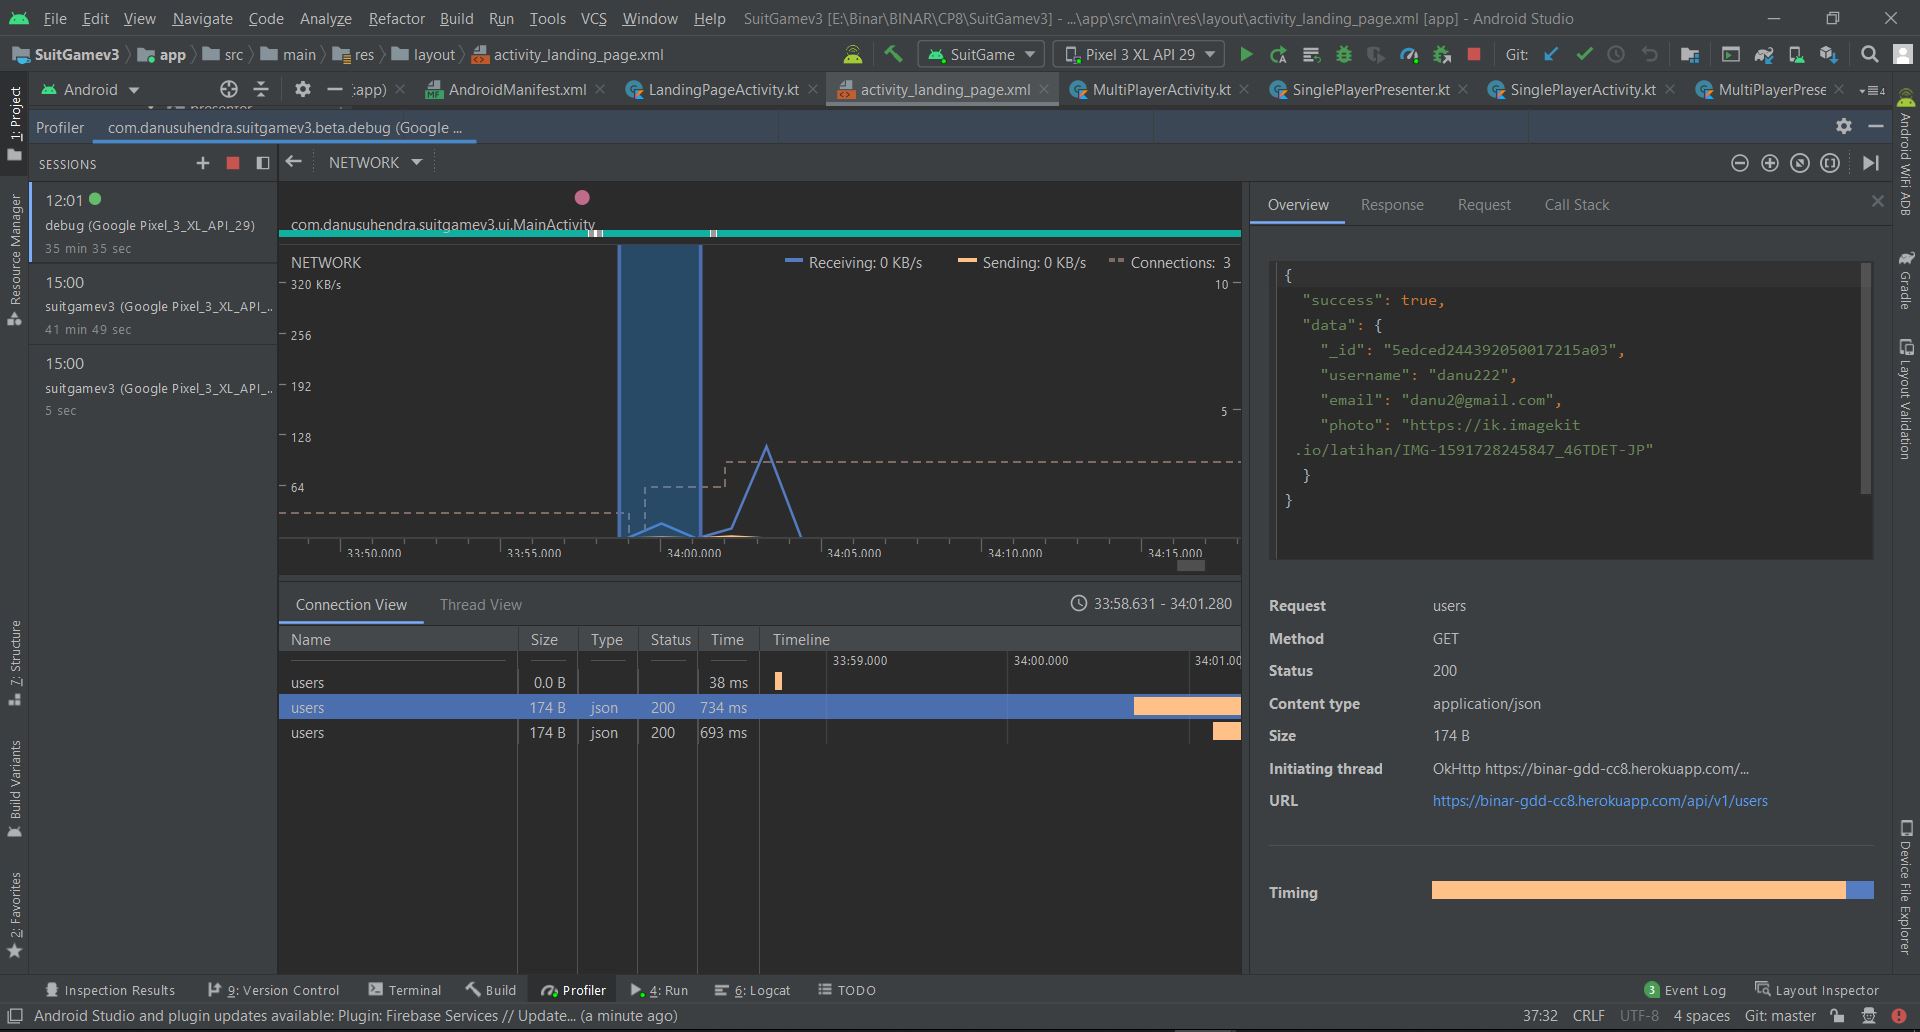 File Edit View Navigate Code Analyze Refactor Build Run Tools VCS Window Help SuitGamev3 [E:\Binar\BINAR\CP8\SuitGamev3] - ...\app\src\main\res\layout\activity_landing_page.xml [app] - Android Studio
SuitGamev3 app src main res layout activity_landing_page.xml SuitGame Pixel 3 XL API 29 Git:
Android :app) AndroidManifest.xml LandingPageActivity.kt activity_landing_page.xml MultiPlayerActivity.kt SinglePlayerPresenter.kt SinglePlayerActivity.kt MultiPlayerPrese 4
Profiler com.danusuhendra.suitgamev3.beta.debug (Google ...
SESSIONS NETWORK
12:01
debug (Google Pixel_3_XL_API_29)
35 min 35 sec
15:00
suitgamev3 (Google Pixel_3_XL_API_..
41 min 49 sec
15:00
suitgamev3 (Google Pixel_3_XL_API_..
5 sec
com.danusuhendra.suitgamev3.ui.MainActivity
NETWORK Receiving: 0 KB/s Sending: 0 KB/s Connections: 3
320 KB/s 10
256
192
5
128
64
33:50.000 33:55.000 34:00.000 34:05.000 34:10.000 34:15.000
Connection View Thread View 33:58.631 - 34:01.280
Name Size Type Status Time Timeline
33:59.000 34:00.000 34:01.00
users 0.0 B 38 ms
users 174 B json 200 734 ms
users 174 B json 200 693 ms
Overview Response Request Call Stack
{
"success": true,
"data": {
"_id": "5edced244392050017215a03",
"username": "danu222",
"email": "danu2@gmail.com",
"photo": "https://ik.imagekit
.io/latihan/IMG-1591728245847_46TDET-JP"
}
}
Request users
Method GET
Status 200
Content type application/json
Size 174 B
Initiating thread OkHttp https://binar-gdd-cc8.herokuapp.com/...
URL https://binar-gdd-cc8.herokuapp.com/api/v1/users
Timing
1: Project
Resource Manager
7: Structure
Build Variants
2: Favorites
Android WiFi ADB
Gradle
Layout Validation
Device File Explorer
Inspection Results 9: Version Control Terminal Build Profiler 4: Run 6: Logcat TODO 3 Event Log Layout Inspector
Android Studio and plugin updates available: Plugin: Firebase Services // Update... (a minute ago) 37:32 CRLF UTF-8 4 spaces Git: master